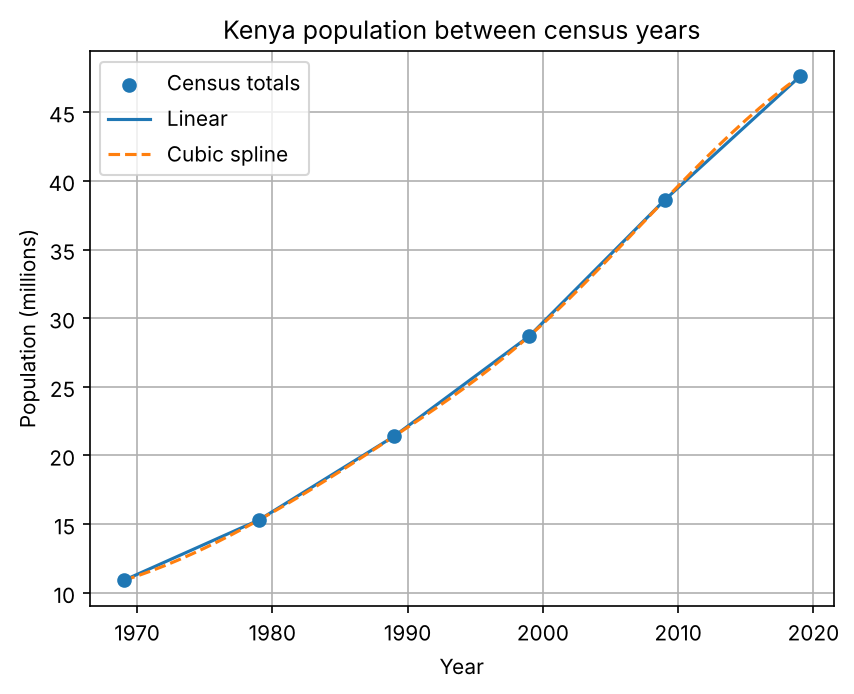 Kenya population between census years
Census totals
Linear
Cubic spline
45
40
35
30
25
20
15
10
Population (millions)
1970 1980 1990 2000 2010 2020
Year